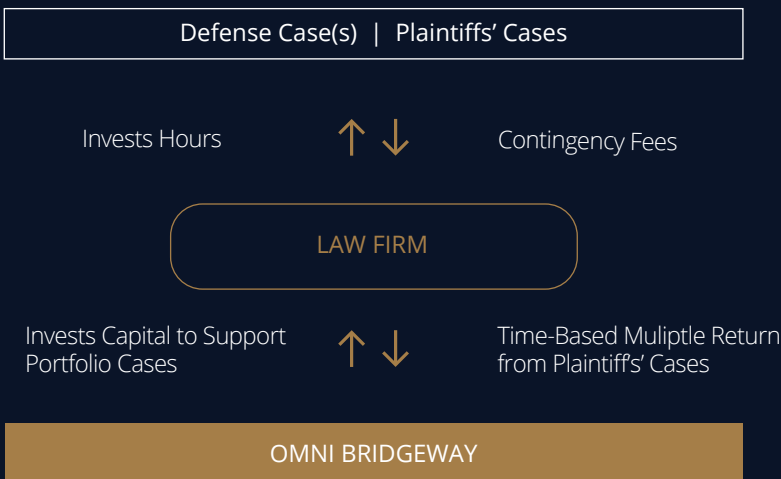 Defense Case(s) | Plaintiffs’ Cases
Invests Hours
Contingency Fees
LAW FIRM
Invests Capital to Support
Portfolio Cases
Time-Based Muliptle Return
from Plaintiff’s’ Cases
OMNI BRIDGEWAY